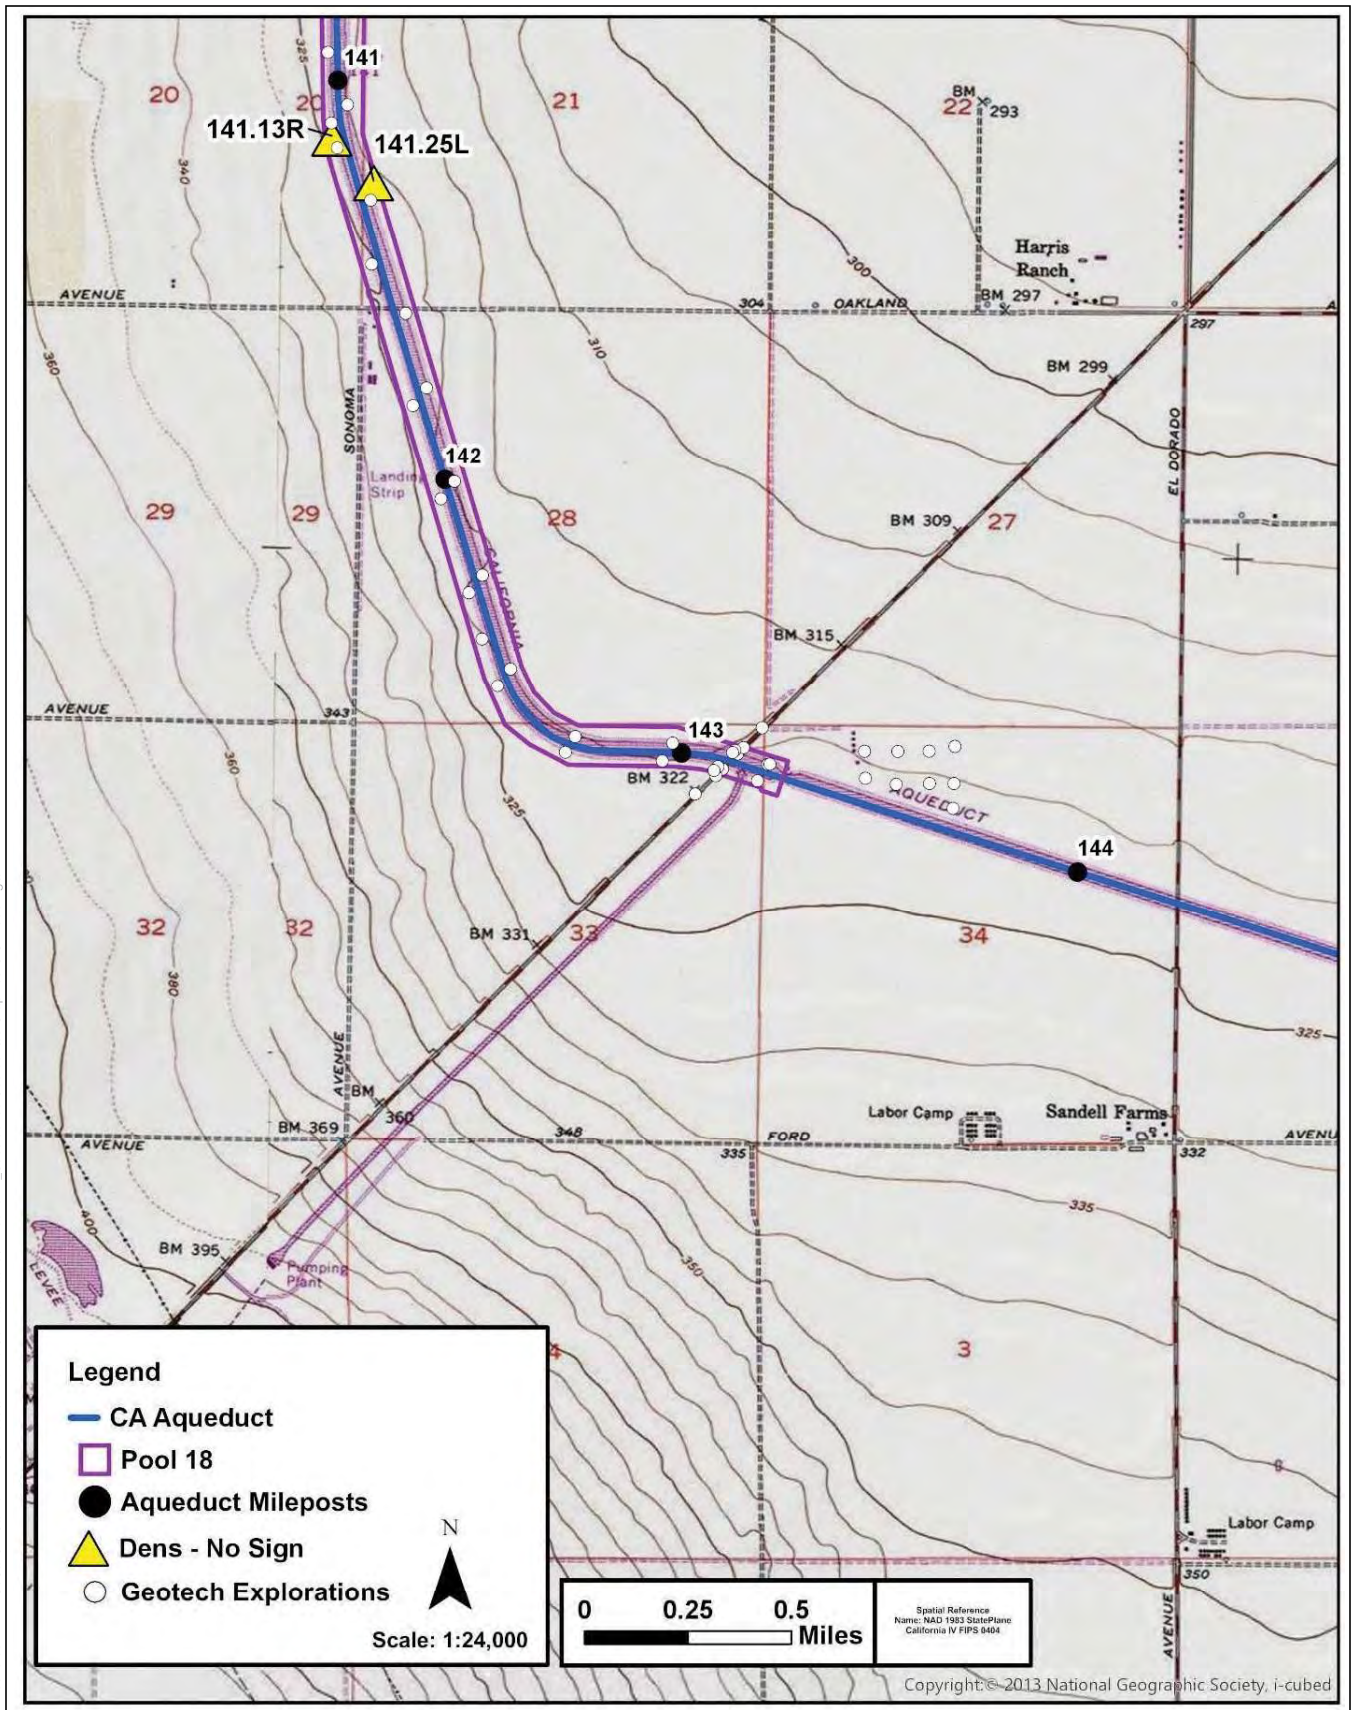 141
325
20
20
21
BM
22
293
141.13R
141.25L
340
Harris
Ranch
300
AVENUE
304
OAKLAND
BM 297
A
297
310
360
BM 299
SONOMA
EL DORADO
142
Landing
Strip
29
29
28
BM 309
27
CALIFORNIA
BM 315
AVENUE
343
143
BM 322
360
325
AQUEDUCT
144
32
32
BM 331
33
34
380
325
AVENUE
BM
360
BM 369
Labor Camp
Sandell Farms
AVENUE
348
FORD
AVENU
335
332
335
400
BM 395
LEVEE
Pumping
Plant
350
4
3
Legend
CA Aqueduct
Pool 18
Aqueduct Mileposts
Dens - No Sign
Geotech Explorations
N
Scale: 1:24,000
0 0.25 0.5
Miles
Spatial Reference
Name: NAD 1983 StatePlane
California IV FIPS 0404
Labor Camp
350
AVENUE
Copyright:© 2013 National Geographic Society, i-cubed